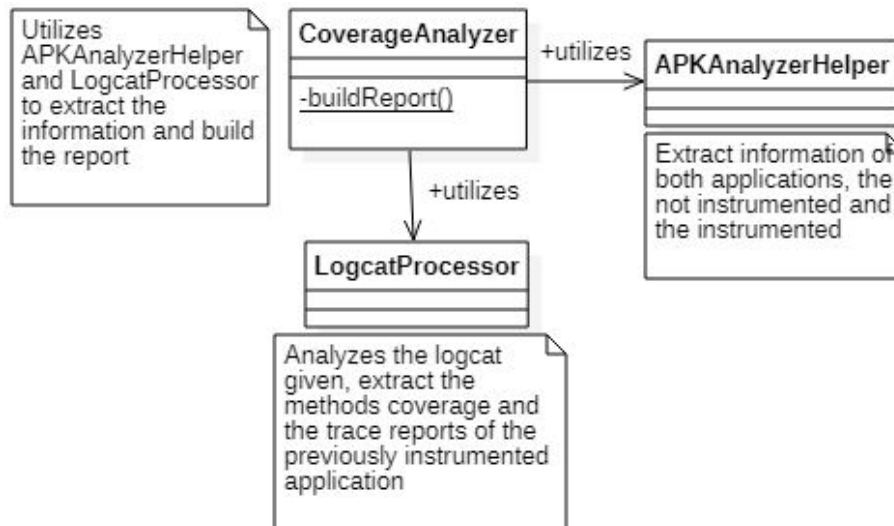 Utilizes
APKAnalyzerHelper
and LogcatProcessor
to extract the
information and build
the report
CoverageAnalyzer
-buildReport()
+utilizes
APKAnalyzerHelper
Extract information of
both applications, the
not instrumented and
the instrumented
+utilizes
LogcatProcessor
Analyzes the logcat
given, extract the
methods coverage and
the trace reports of the
previously instrumented
application